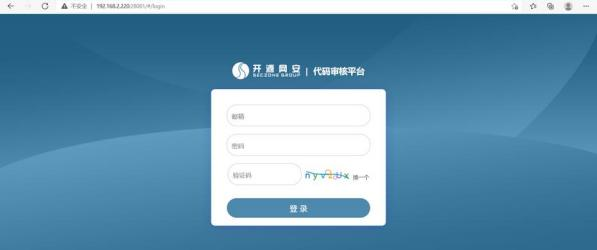 不安全 | 192.168.2.220:28081/#/login
开源网安 | 代码审核平台
SECZONE GROUP
邮箱
密码
验证码 换一个
登录